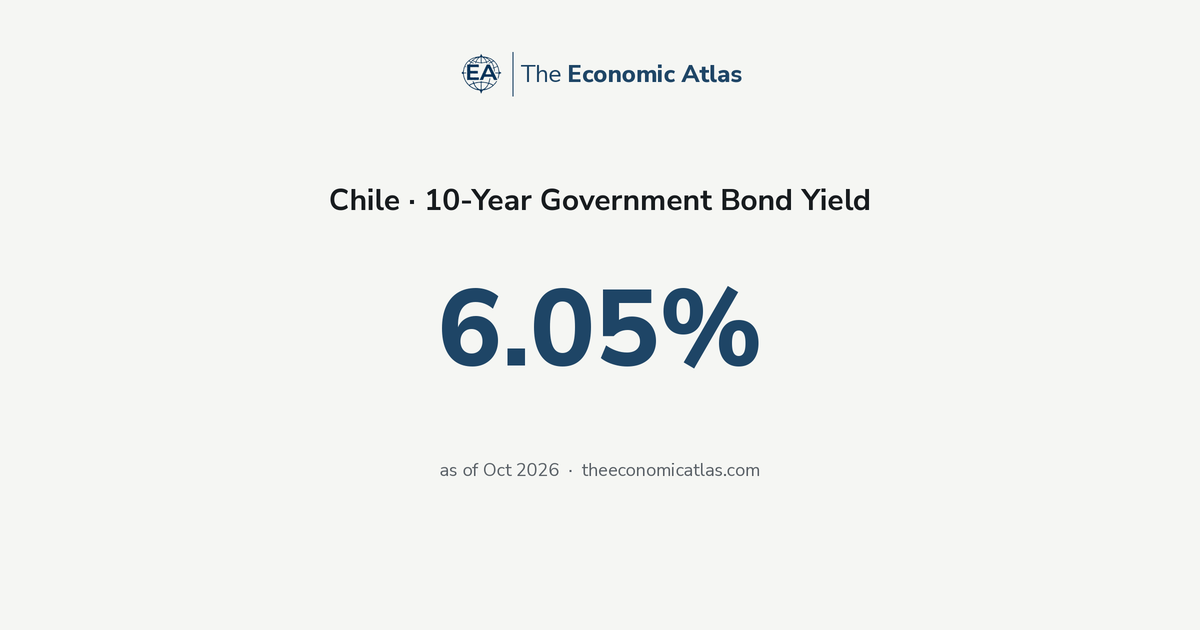 EA The Economic Atlas
Chile · 10-Year Government Bond Yield
6.05%
as of Oct 2026 · theeconomicatlas.com